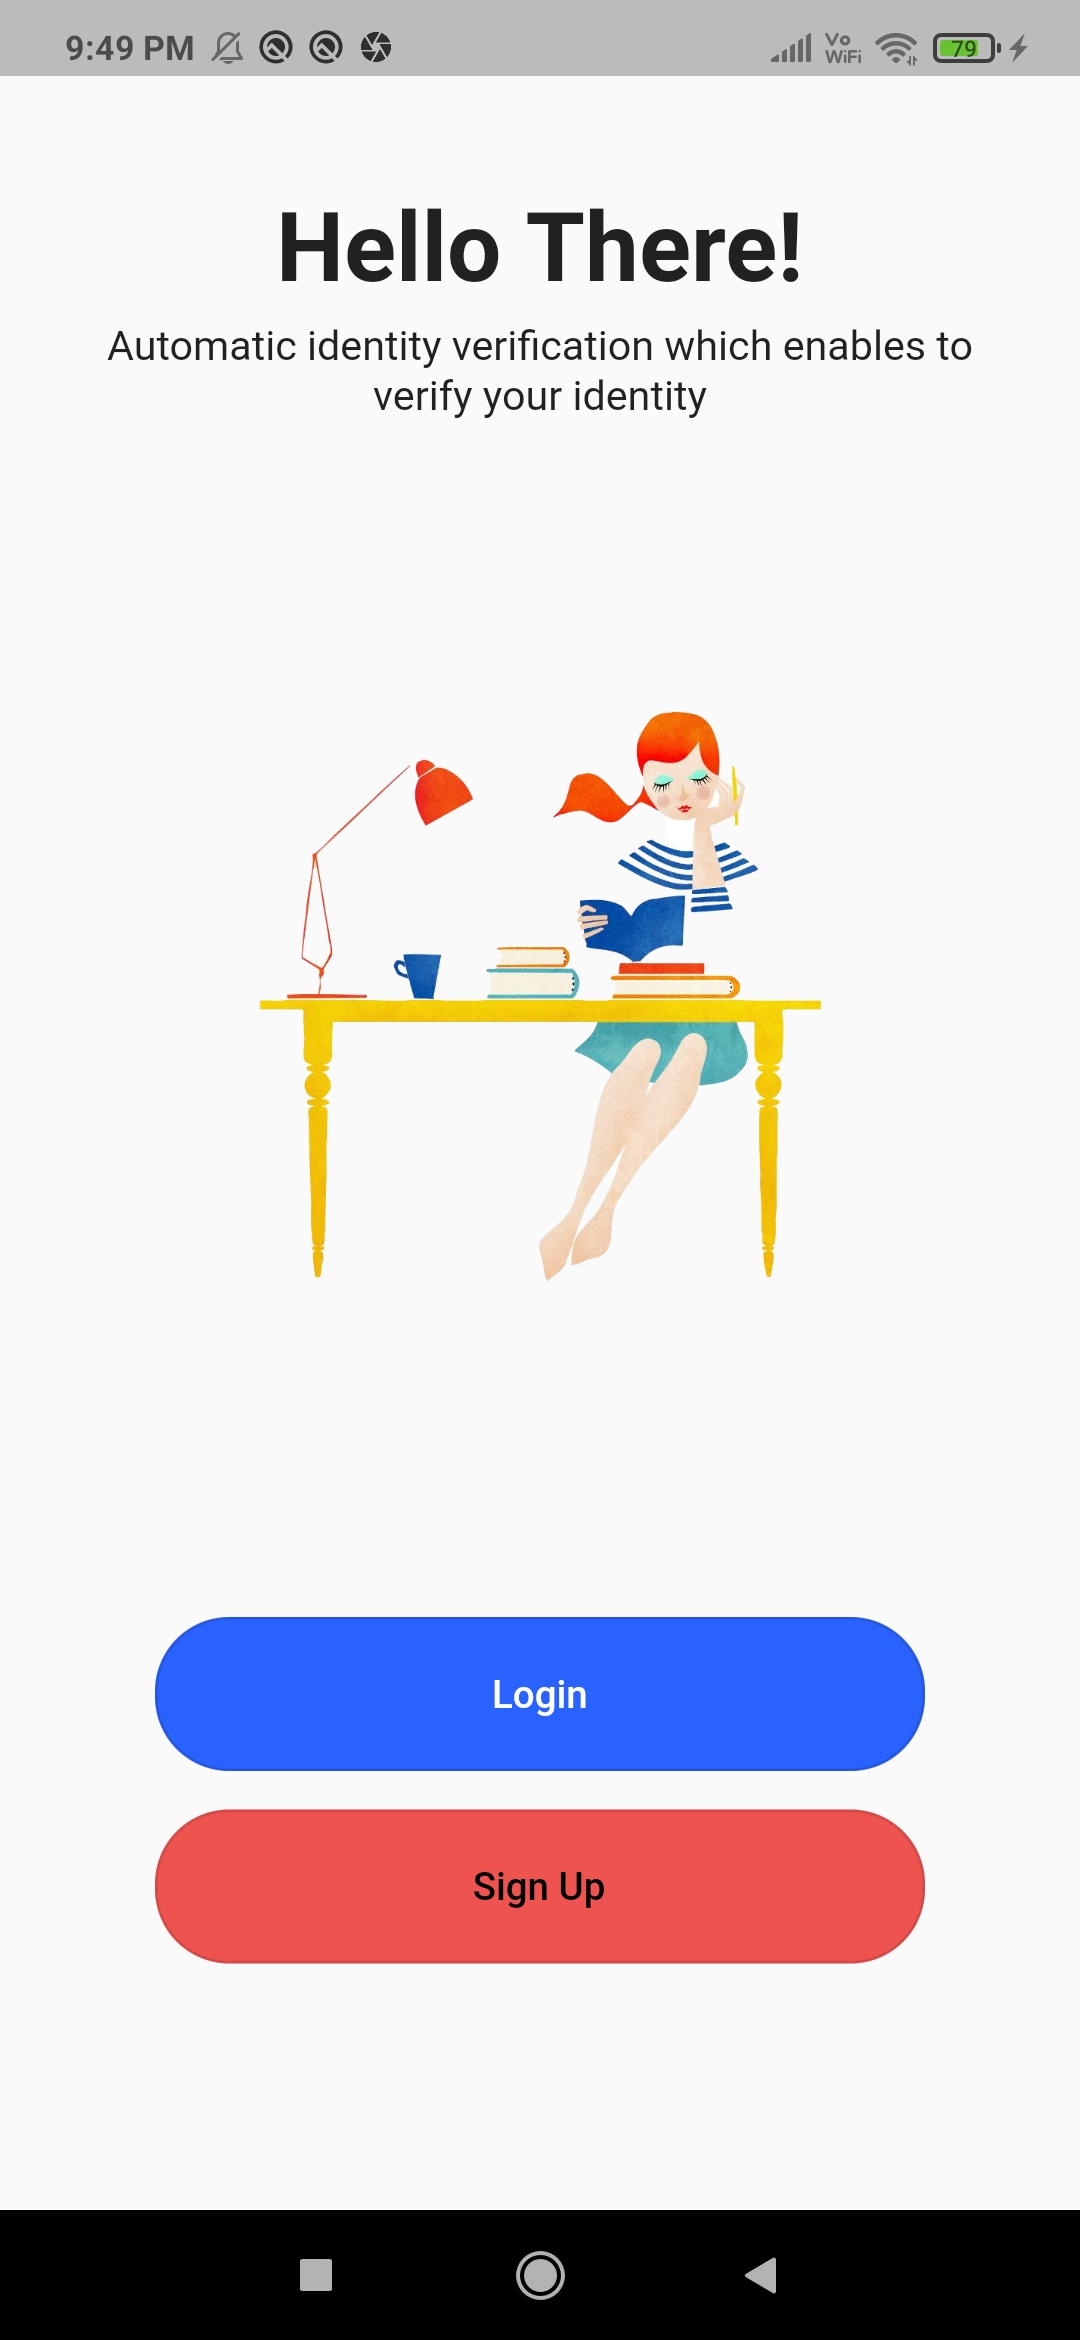 9:49 PM
Vo
WiFi
79
Hello There!
Automatic identity verification which enables to
verify your identity
Login
Sign Up